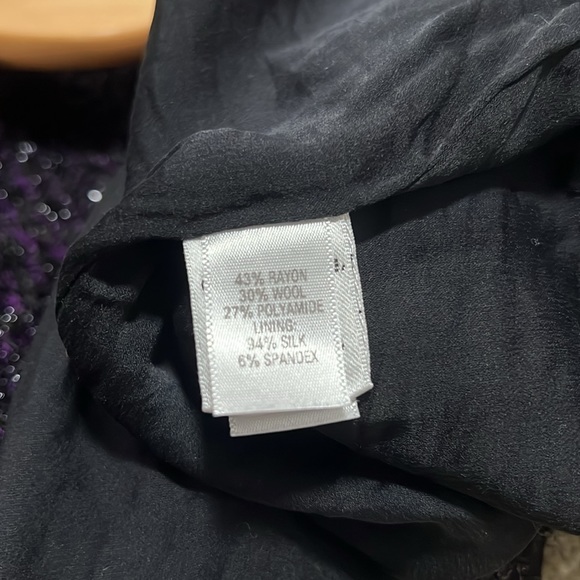 43% RAYON
30% WOOL
27% POLYAMIDE
LINING:
94% SILK
6% SPANDEX